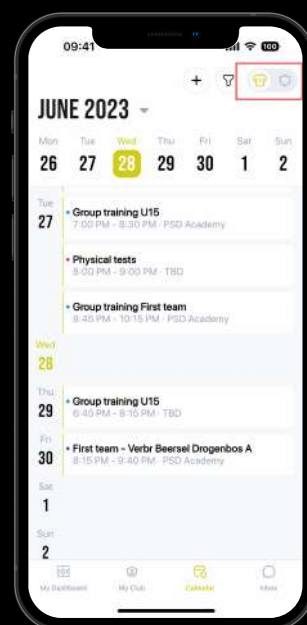 09:41
100
+
JUNE 2023
Mon Tue Wed Thu Fri Sat Sun
26 27 28 29 30 1 2
Tue
27
Group training U15
7:00 PM - 8:30 PM · PSD Academy
Physical tests
8:00 PM - 9:00 PM · TBD
Group training First team
8:45 PM - 10:15 PM · PSD Academy
Wed
28
Thu
29
Group training U15
6:45 PM - 8:15 PM · TBD
Fri
30
First team - Verbr Beersel Drogenbos A
8:15 PM - 9:40 PM · PSD Academy
Sat
1
Sun
2
My Dashboard My Club Calendar Inbox